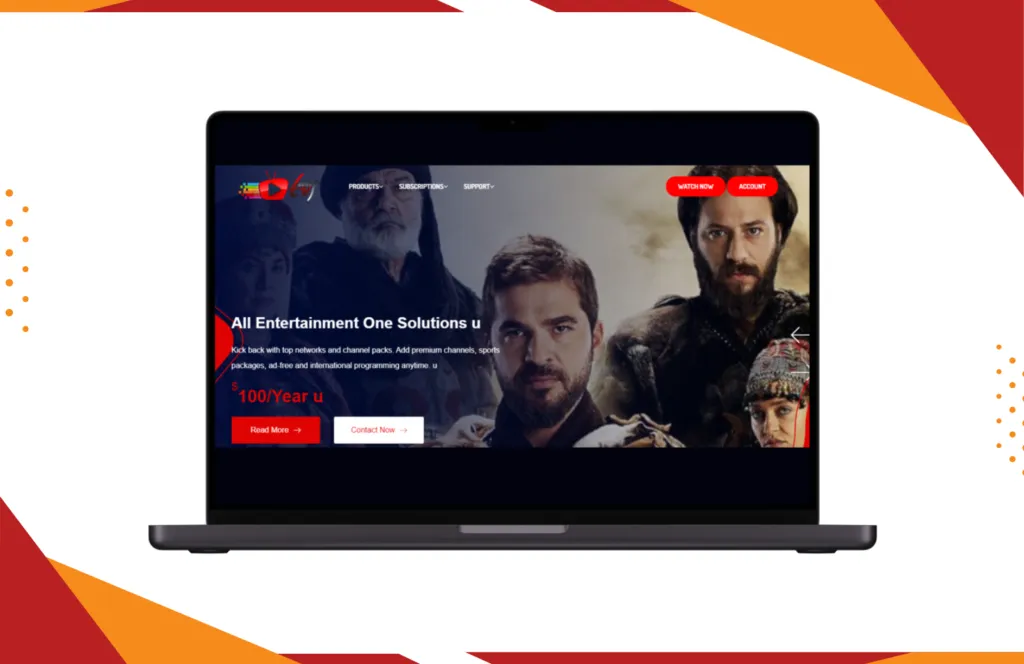 PRODUCTS SUBSCRIPTIONS SUPPORT WATCH NOW ACCOUNT
All Entertainment One Solutions u
Kick back with top networks and channel packs. Add premium channels, sports
packages, ad-free and international programming anytime. u
$100/Year u
Read More → Contact Now →